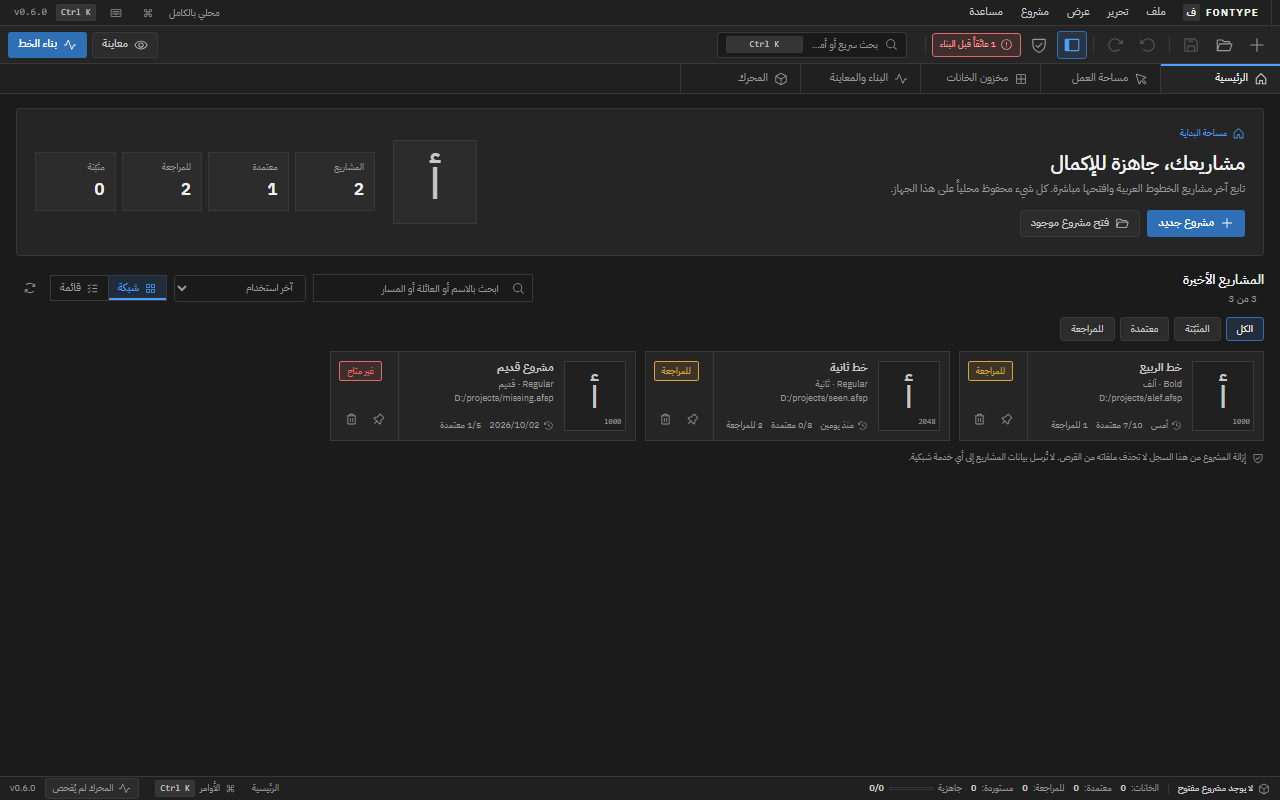 FONTYPE ف ملف تحرير عرض مشروع مساعدة
محلي بالكامل ⌘ Ctrl K v0.6.0
1 عائقاً قبل البناء
بحث سريع أو أمـ... Ctrl K
معاينة
بناء الخط
الرئيسية
مساحة العمل
مخزون الخانات
البناء والمعاينة
المحرك
مساحة البداية
مشاريعك، جاهزة للإكمال
تابع آخر مشاريع الخطوط العربية وافتحها مباشرة. كل شيء محفوظ محلياً على هذا الجهاز.
مشروع جديد
فتح مشروع موجود
أ
أ
المشاريع
2
معتمدة
1
للمراجعة
2
مثبّتة
0
المشاريع الأخيرة
3 من 3
ابحث بالاسم أو العائلة أو المسار
آخر استخدام
شبكة
قائمة
الكل
المثبّتة
معتمدة
للمراجعة
أ
أ
1000
خط الربيع
ألف · Bold
D:/projects/alef.afsp
أمس 7/10 معتمدة 1 للمراجعة
للمراجعة
أ
أ
2048
خط ثانية
ثانية · Regular
D:/projects/seen.afsp
منذ يومين 0/8 معتمدة 2 للمراجعة
للمراجعة
أ
أ
1000
مشروع قديم
قديم · Regular
D:/projects/missing.afsp
2026/10/02 1/5 معتمدة
غير متاح
إزالة المشروع من هذا السجل لا تحذف ملفاته من القرص. لا تُرسل بيانات المشاريع إلى أي خدمة شبكية.
لا يوجد مشروع مفتوح
الخانات: 0 معتمدة: 0 للمراجعة: 0 مستوردة: 0 جاهزية 0/0
الرئيسية
⌘ الأوامر Ctrl K
المحرك لم يُفحص
v0.6.0